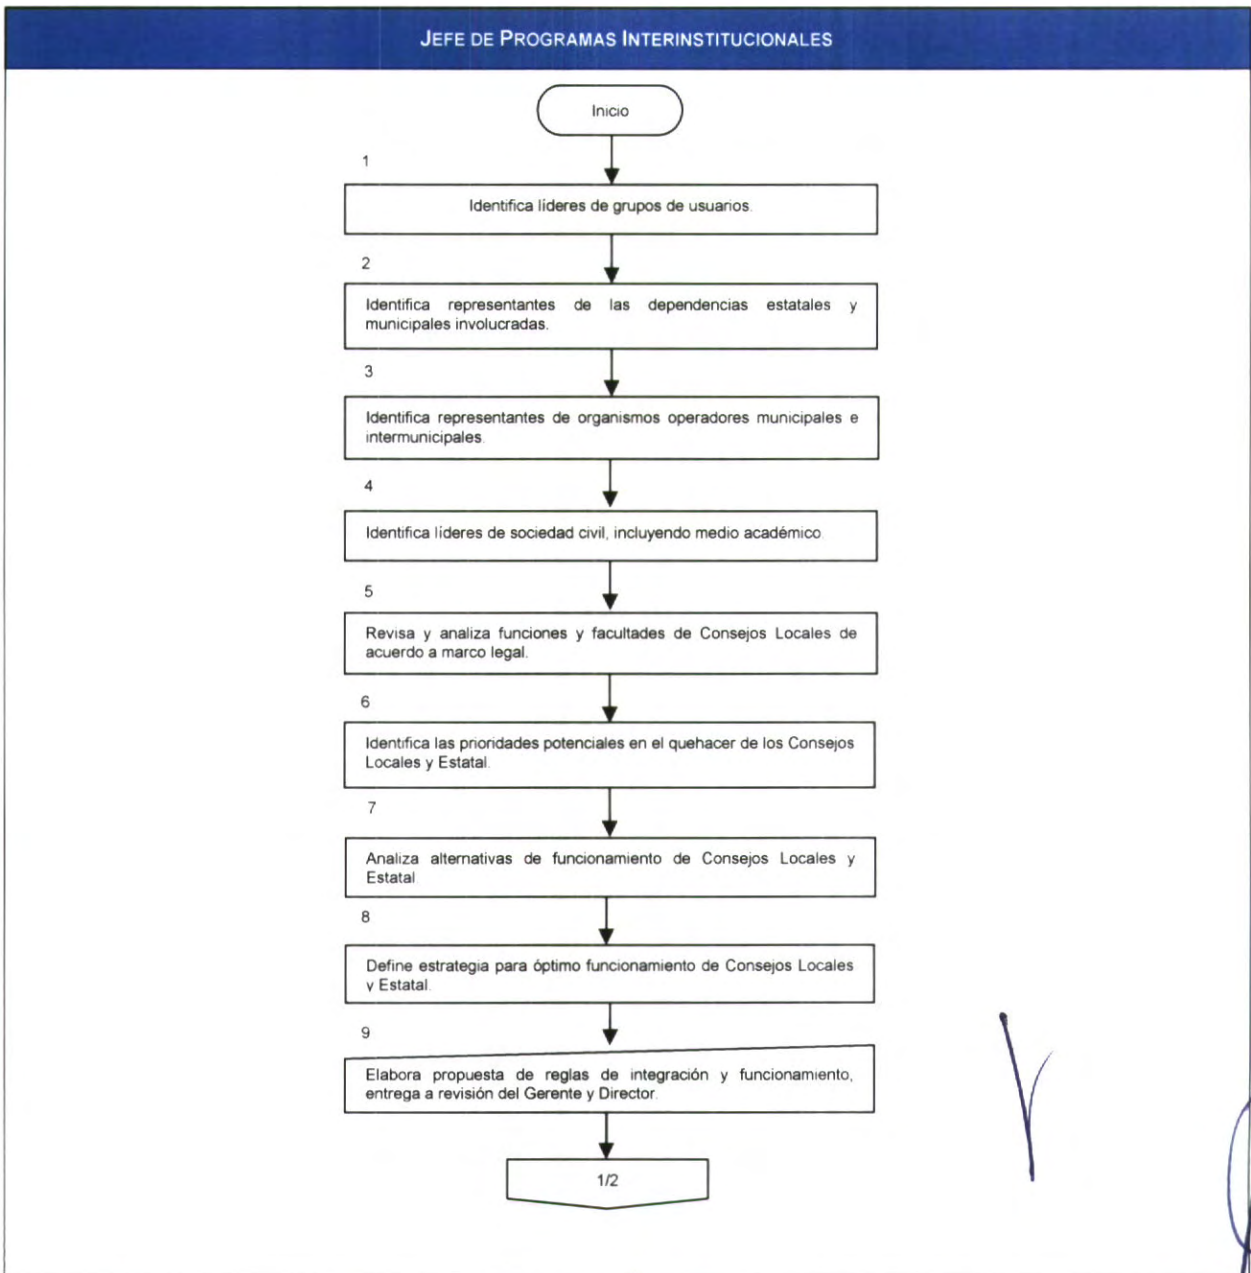 JEFE DE PROGRAMAS INTERINSTITUCIONALES
Inicio
1
Identifica líderes de grupos de usuarios.
2
Identifica representantes de las dependencias estatales y
municipales involucradas.
3
Identifica representantes de organismos operadores municipales e
intermunicipales.
4
Identifica líderes de sociedad civil, incluyendo medio académico.
5
Revisa y analiza funciones y facultades de Consejos Locales de
acuerdo a marco legal.
6
Identifica las prioridades potenciales en el quehacer de los Consejos
Locales y Estatal.
7
Analiza alternativas de funcionamiento de Consejos Locales y
Estatal.
8
Define estrategia para óptimo funcionamiento de Consejos Locales
y Estatal.
9
Elabora propuesta de reglas de integración y funcionamiento,
entrega a revisión del Gerente y Director.
1/2